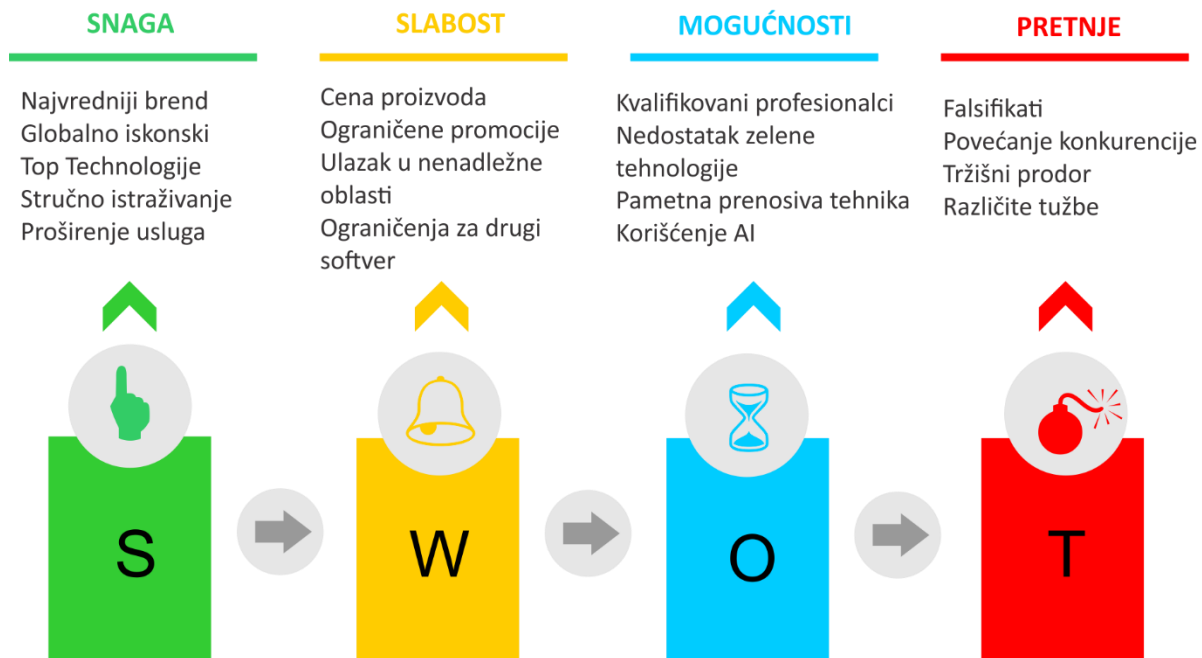 SNAGA
Najvredniji brend
Globalno iskonski
Top Technologije
Stručno istraživanje
Proširenje usluga
SLABOST
Cena proizvoda
Ograničene promocije
Ulazak u nenadležne
oblasti
Ograničenja za drugi
softver
MOGUĆNOSTI
Kvalifikovani profesionalci
Nedostatak zelene
tehnologije
Pametna prenosiva tehnika
Korišćenje AI
PRETNJE
Falsifikati
Povećanje konkurencije
Tržišni prodor
Različite tužbe
S
W
O
T